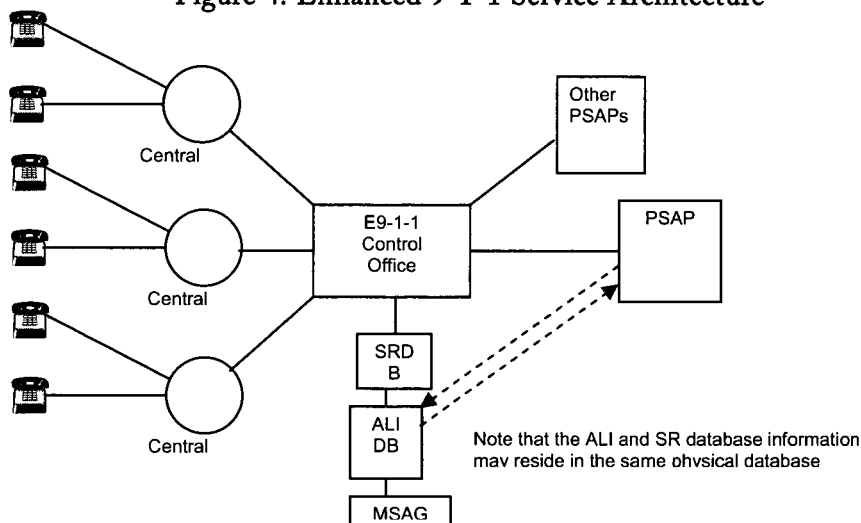 Figure 4. Enhanced 9-1-1 Service Architecture
Other
PSAPs
Central
E9-1-1
Control
Office
PSAP
Central
SRD
B
ALI
DB
Central
Note that the ALI and SR database information
may reside in the same physical database
MSAG